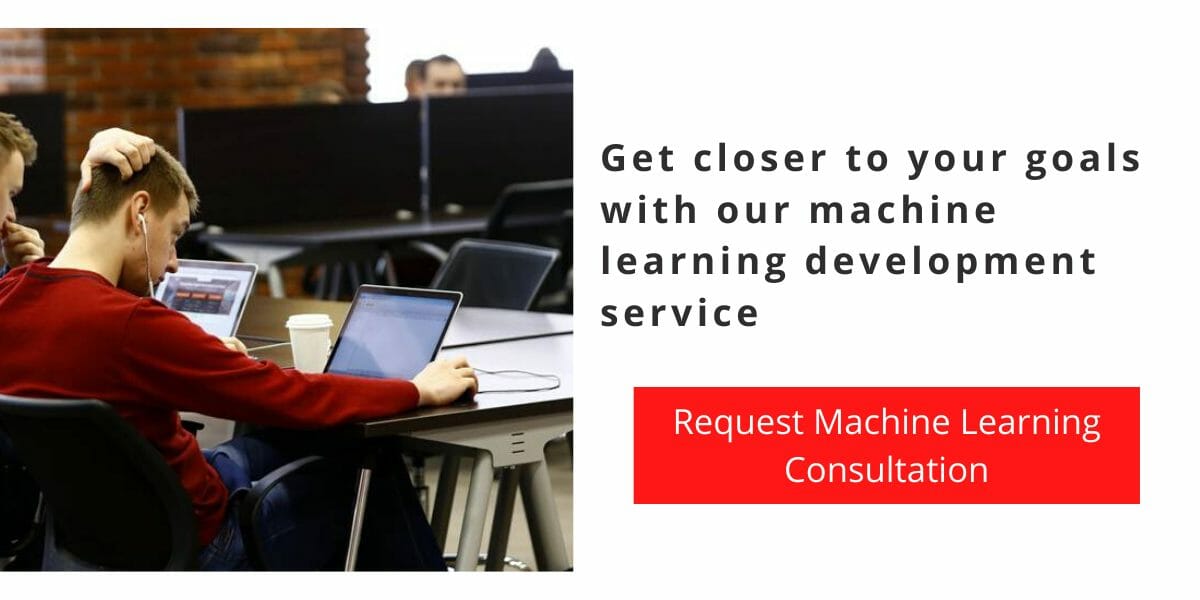 Get closer to your goals
with our machine
learning development
service
Request Machine Learning
Consultation